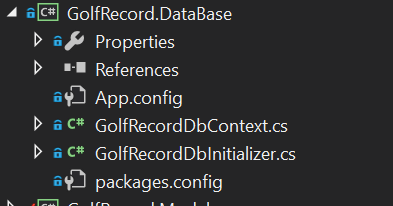 C# GolfRecord.DataBase
Properties
References
App.config
C# GolfRecordDbContext.cs
C# GolfRecordDbInitializer.cs
packages.config